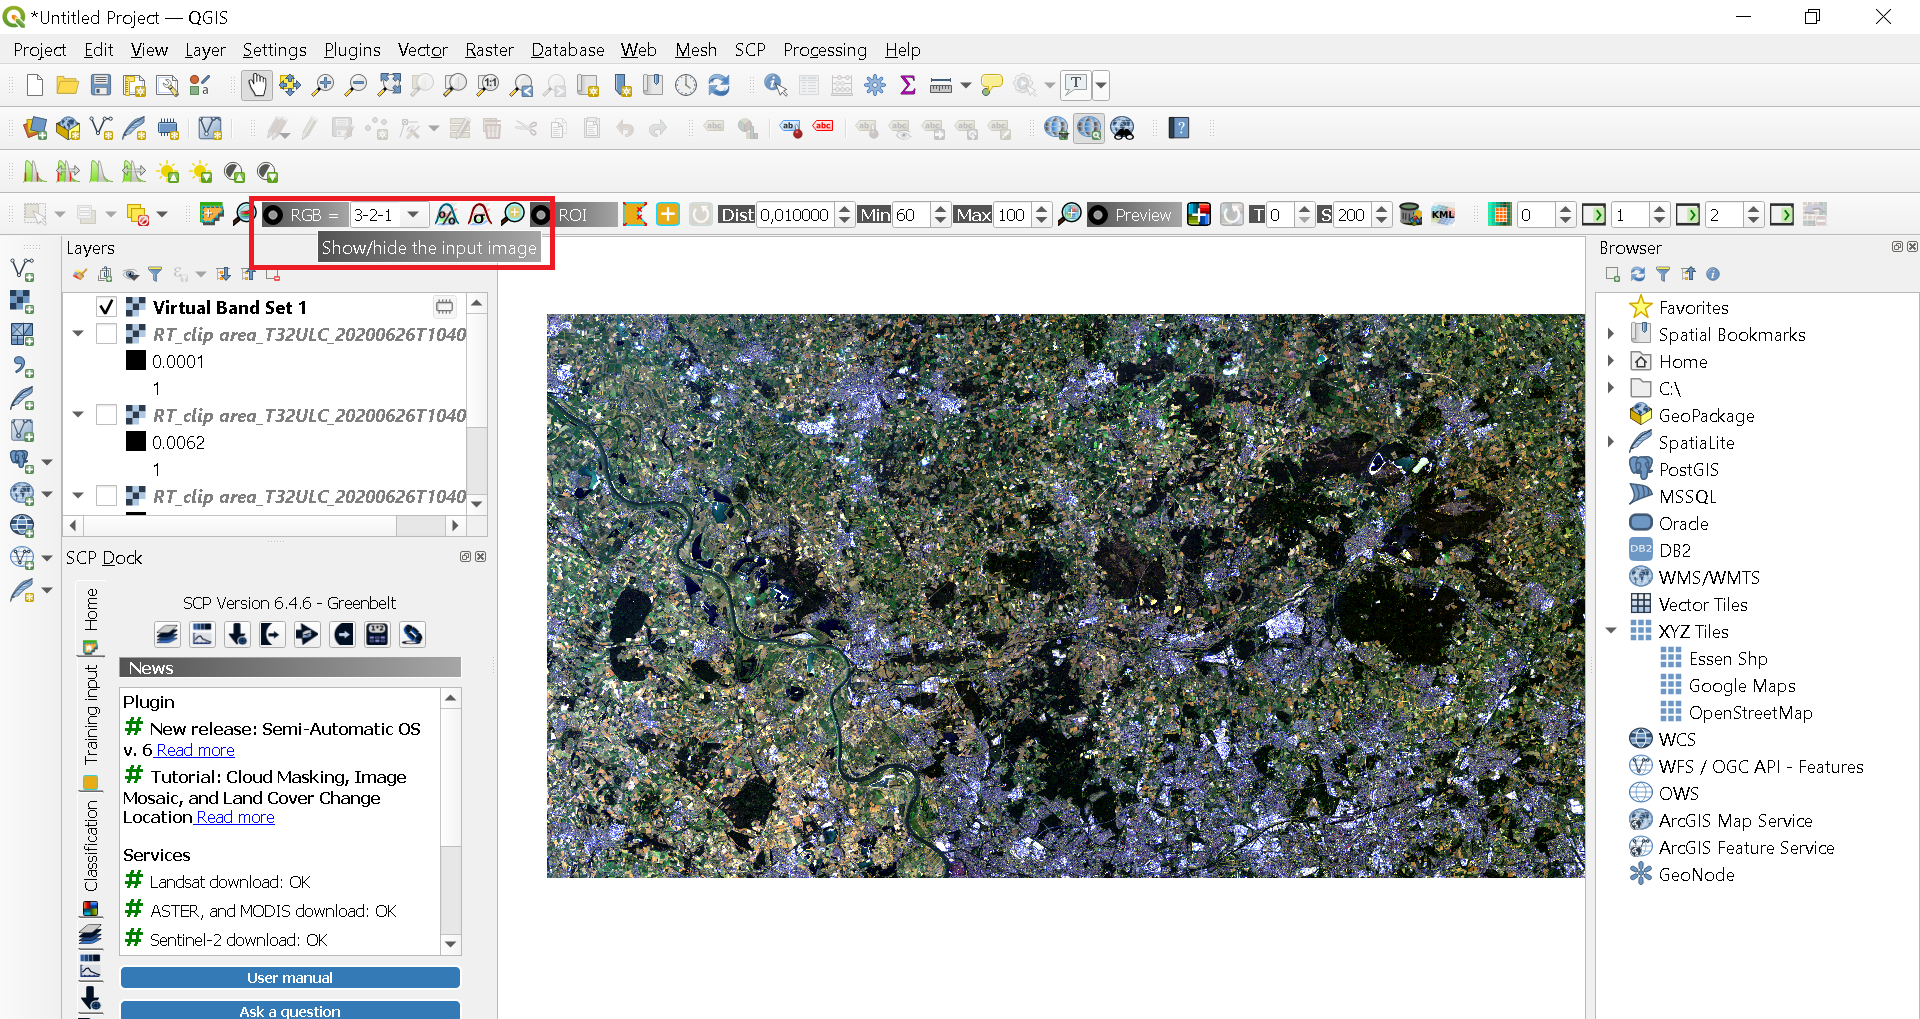 *Untitled Project — QGIS
Project Edit View Layer Settings Plugins Vector Raster Database Web Mesh SCP Processing Help
RGB = 3-2-1 ROI Dist 0,010000 Min 60 Max 100 Preview T 0 S 200 KML 0 1 2
Show/hide the input image
Layers
Virtual Band Set 1
RT_clip area_T32ULC_20200626T1040
0.0001
1
RT_clip area_T32ULC_20200626T1040
0.0062
1
RT_clip area_T32ULC_20200626T1040
SCP Dock
Home
Training input
Classification
SCP Version 6.4.6 - Greenbelt
News
Plugin
# New release: Semi-Automatic OS
v. 6 Read more
# Tutorial: Cloud Masking, Image
Mosaic, and Land Cover Change
Location Read more
Services
# Landsat download: OK
# ASTER, and MODIS download: OK
# Sentinel-2 download: OK
User manual
Ask a question
Browser
Favorites
Spatial Bookmarks
Home
C:\
GeoPackage
SpatiaLite
PostGIS
MSSQL
Oracle
DB2 DB2
WMS/WMTS
Vector Tiles
XYZ Tiles
Essen Shp
Google Maps
OpenStreetMap
WCS
WFS / OGC API - Features
OWS
ArcGIS Map Service
ArcGIS Feature Service
GeoNode